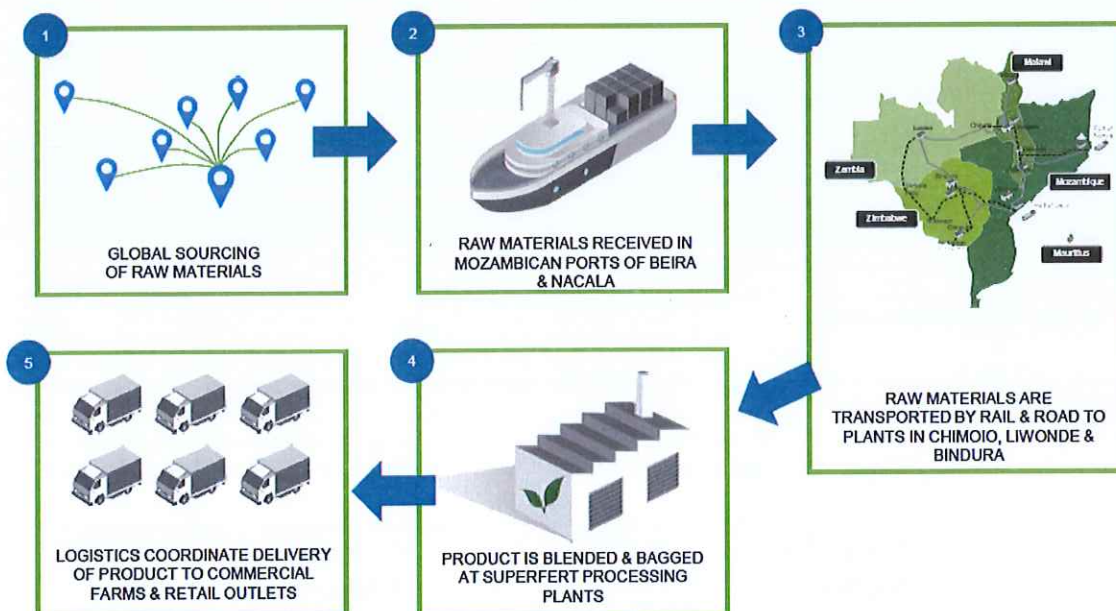 1
GLOBAL SOURCING
OF RAW MATERIALS
2
RAW MATERIALS RECEIVED IN
MOZAMBICAN PORTS OF BEIRA
& NACALA
3
Malawi
Zambia
Mozambique
Zimbabwe
Mauritius
RAW MATERIALS ARE
TRANSPORTED BY RAIL & ROAD TO
PLANTS IN CHIMOIO, LIWONDE &
BINDURA
4
PRODUCT IS BLENDED & BAGGED
AT SUPERFERT PROCESSING
PLANTS
5
LOGISTICS COORDINATE DELIVERY
OF PRODUCT TO COMMERCIAL
FARMS & RETAIL OUTLETS